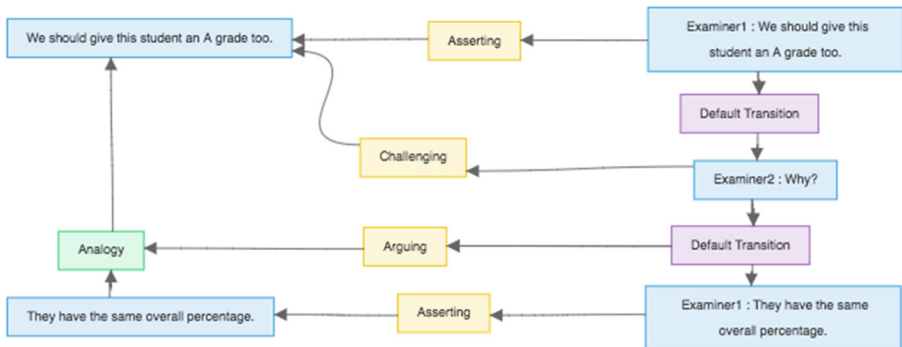 We should give this student an A grade too.
Asserting
Examiner1 : We should give this
student an A grade too.
Default Transition
Challenging
Examiner2 : Why?
Analogy
Arguing
Default Transition
They have the same overall percentage.
Asserting
Examiner1 : They have the same
overall percentage.